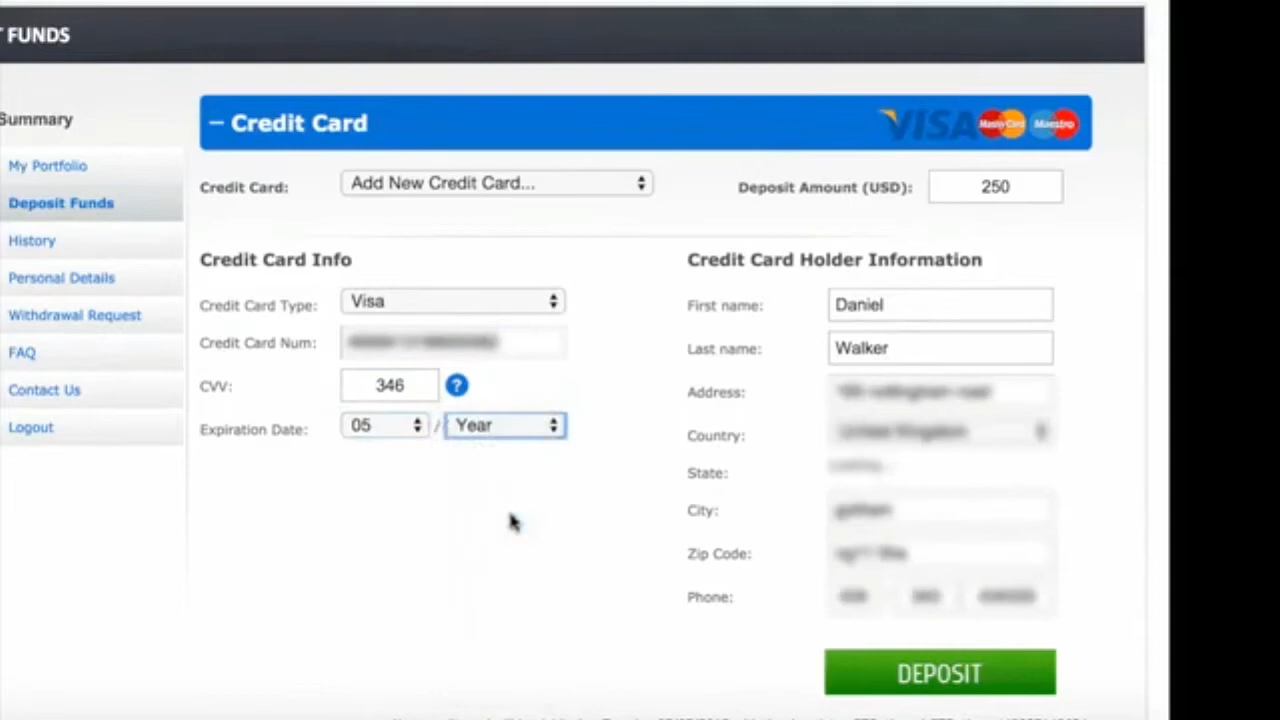 FUNDS
Summary
My Portfolio
Deposit Funds
History
Personal Details
Withdrawal Request
FAQ
Contact Us
Logout
– Credit Card
VISA MasterCard Maestro
Credit Card: Add New Credit Card... Deposit Amount (USD): 250
Credit Card Info
Credit Card Type: Visa
Credit Card Num:
CVV: 346 ?
Expiration Date: 05 / Year
Credit Card Holder Information
First name: Daniel
Last name: Walker
Address:
Country:
State:
City:
Zip Code:
Phone:
DEPOSIT